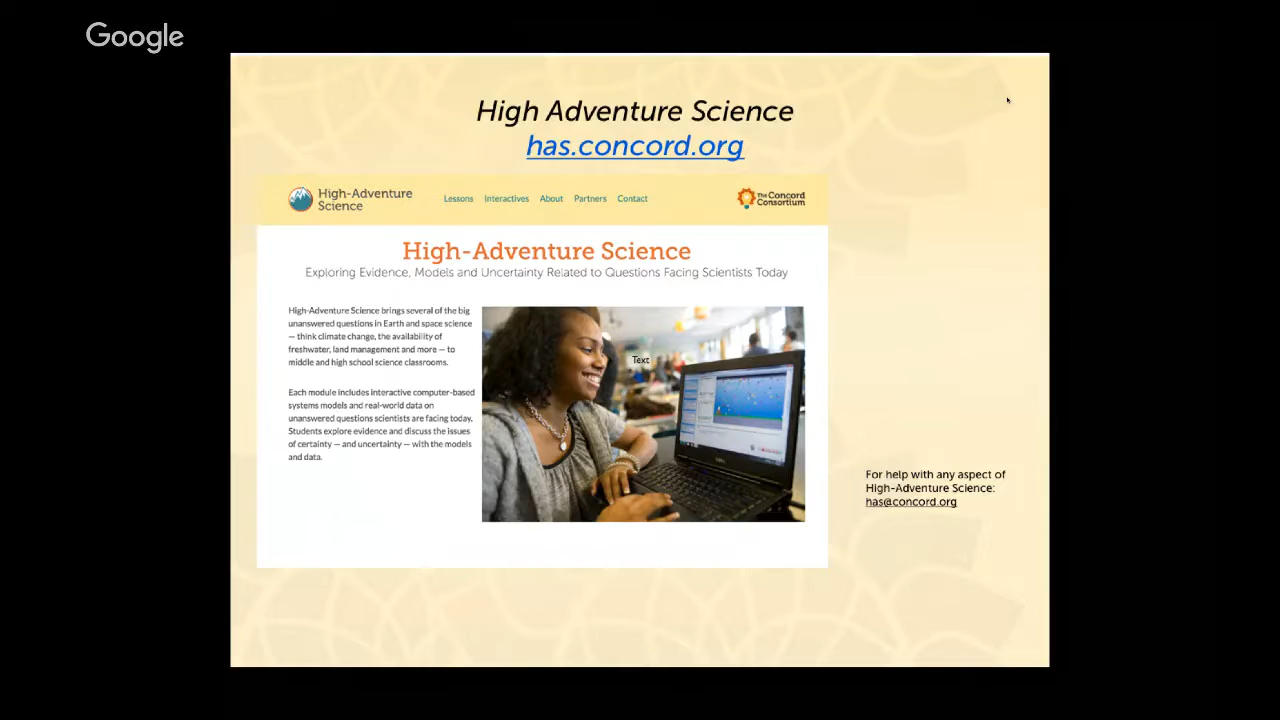 Google
High Adventure Science
has.concord.org
High-Adventure
Science
Lessons Interactives About Partners Contact
The Concord
Consortium
High-Adventure Science
Exploring Evidence, Models and Uncertainty Related to Questions Facing Scientists Today
High-Adventure Science brings several of the big
unanswered questions in Earth and space science
— think climate change, the availability of
freshwater, land management and more — to
middle and high school science classrooms.
Each module includes interactive computer-based
systems models and real-world data on
unanswered questions scientists are facing today.
Students explore evidence and discuss the issues
of certainty — and uncertainty — with the models
and data.
Text
For help with any aspect of
High-Adventure Science:
has@concord.org